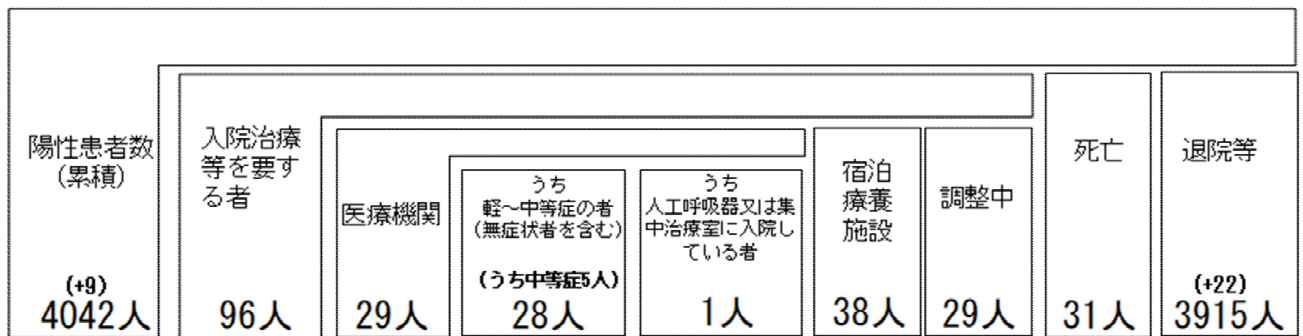 陽性患者数
(累積)
(+9)
4042人
入院治療
等を要す
る者
96人
医療機関
29人
うち
軽～中等症の者
(無症状者を含む)
(うち中等症5人)
28人
うち
人工呼吸器又は集
中治療室に入院し
ている者
1人
宿泊
療養
施設
38人
調整中
29人
死亡
31人
退院等
(+22)
3915人